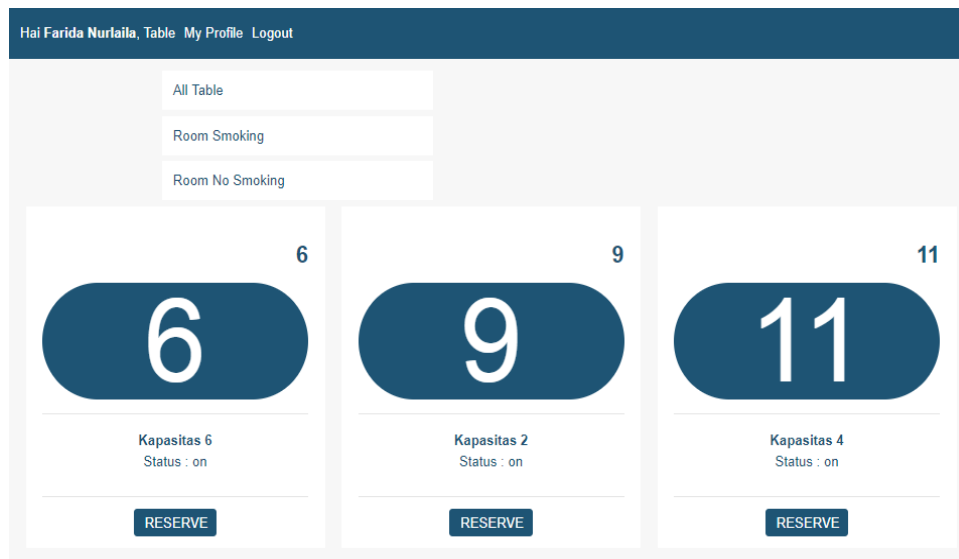 Hai Farida Nurlaila, Table My Profile Logout
All Table
Room Smoking
Room No Smoking
6
6
Kapasitas 6
Status : on
RESERVE
9
9
Kapasitas 2
Status : on
RESERVE
11
11
Kapasitas 4
Status : on
RESERVE